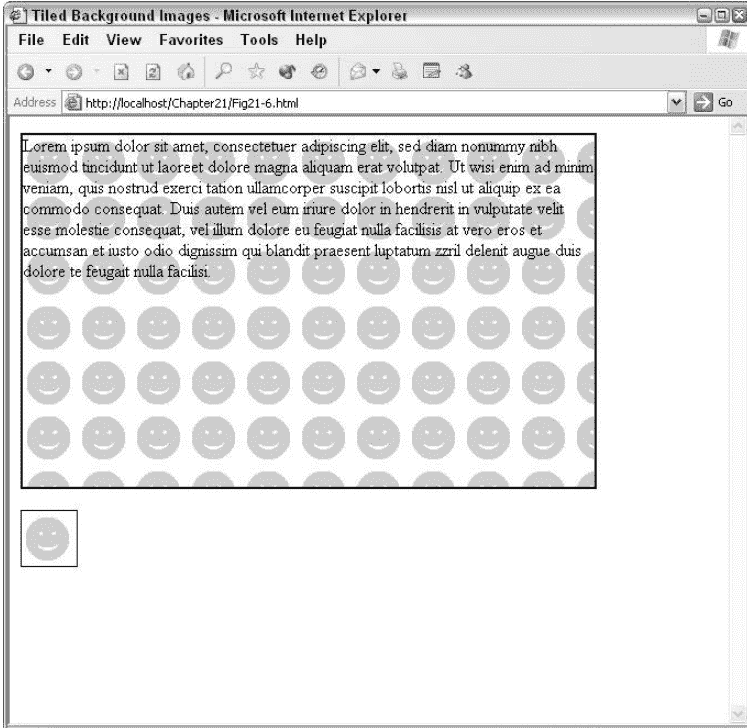 Tiled Background Images - Microsoft Internet Explorer
File Edit View Favorites Tools Help
Address http://localhost/Chapter21/Fig21-6.html Go
Lorem ipsum dolor sit amet, consectetuer adipiscing elit, sed diam nonummy nibh
euismod tincidunt ut laoreet dolore magna aliquam erat volutpat. Ut wisi enim ad minim
veniam, quis nostrud exerci tation ullamcorper suscipit lobortis nisl ut aliquip ex ea
commodo consequat. Duis autem vel eum iriure dolor in hendrerit in vulputate velit
esse molestie consequat, vel illum dolore eu feugiat nulla facilisis at vero eros et
accumsan et iusto odio dignissim qui blandit praesent luptatum zzril delenit augue duis
dolore te feugait nulla facilisi.